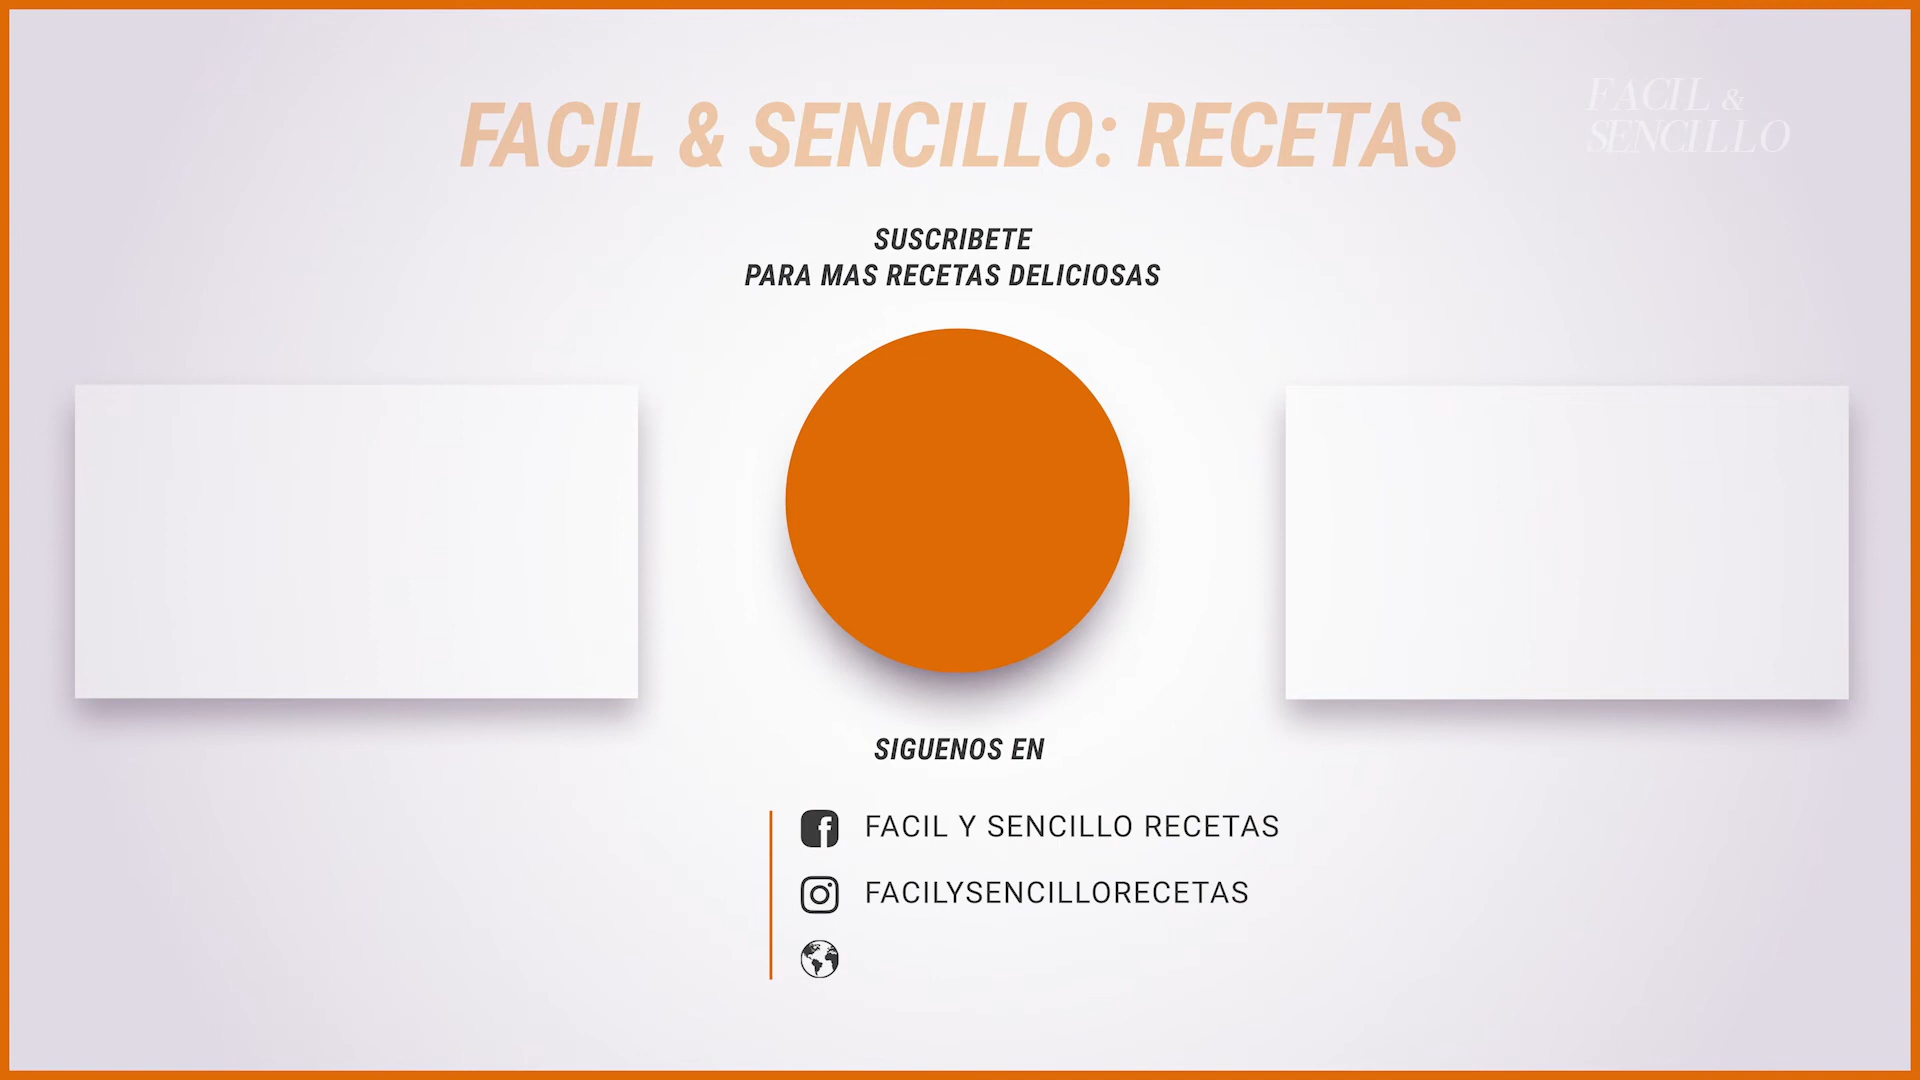 FACIL & SENCILLO: RECETAS
FACIL &
SENCILLO
SUSCRIBETE
PARA MAS RECETAS DELICIOSAS
SIGUENOS EN
FACIL Y SENCILLO RECETAS
FACILYSENCILLORECETAS